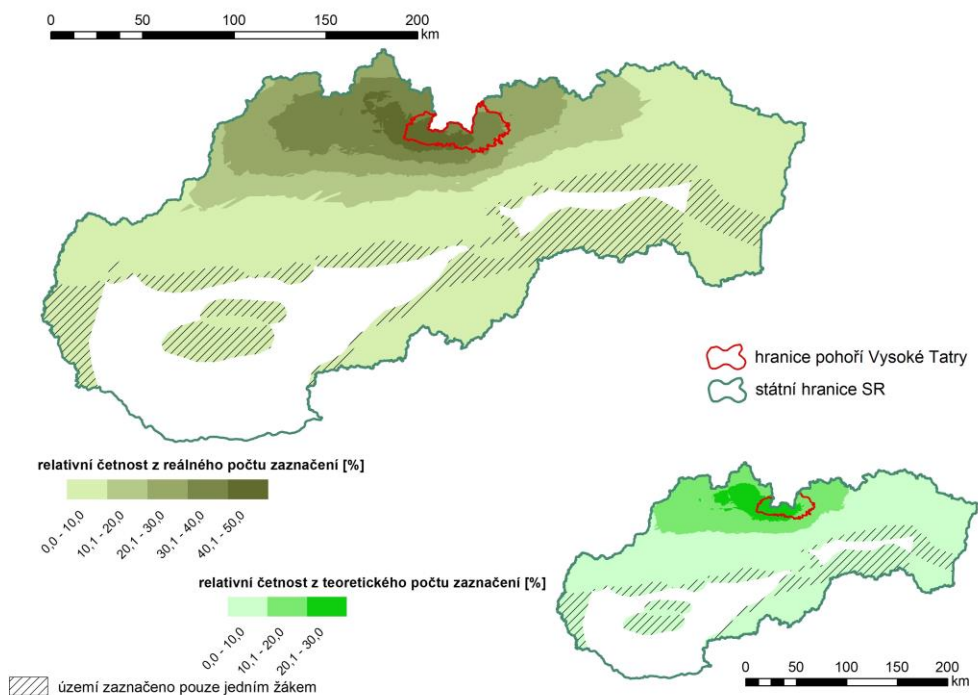 0 50 100 150 200
km
hranice pohoří Vysoké Tatry
státní hranice SR
relativní četnost z reálného počtu zaznačení [%]
0,0 - 10,0
10,1 - 20,0
20,1 - 30,0
30,1 - 40,0
40,1 - 50,0
relativní četnost z teoretického počtu zaznačení [%]
0,0 - 10,0
10,1 - 20,0
20,1 - 30,0
území zaznačeno pouze jedním žákem
0 50 100 150 200
km